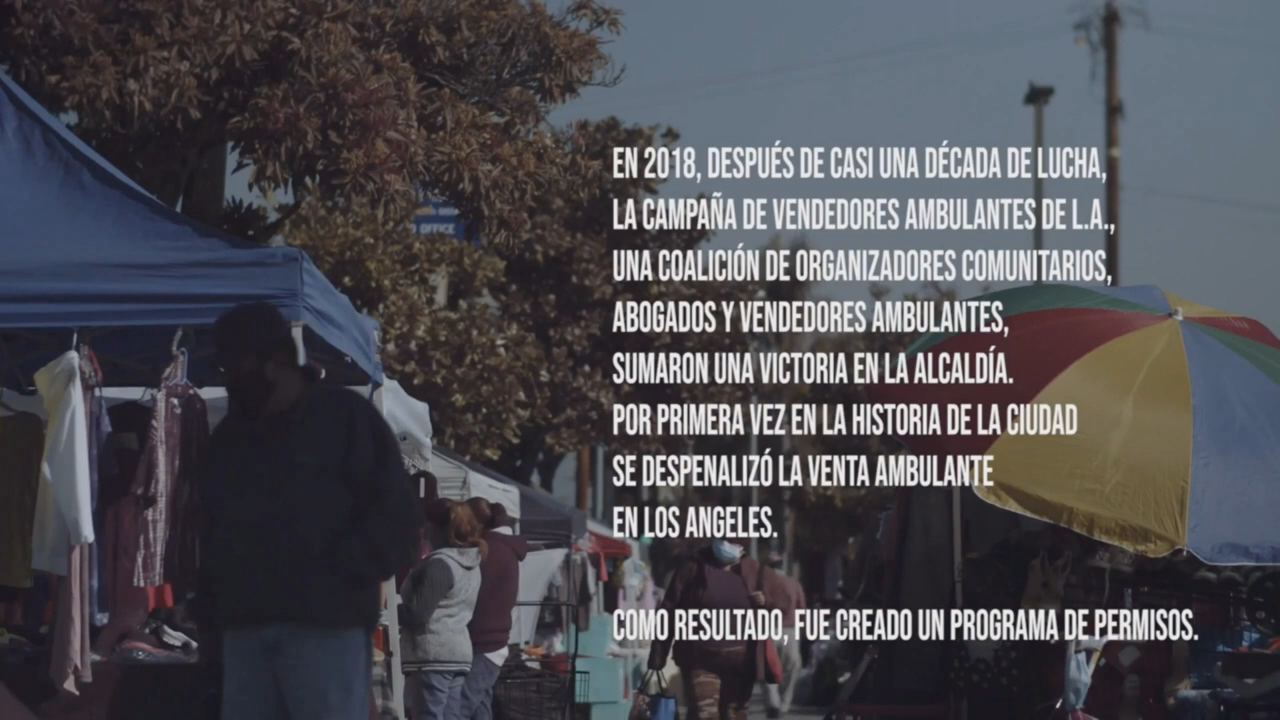 OFFICE
EN 2018, DESPUÉS DE CASI UNA DÉCADA DE LUCHA,
LA CAMPAÑA DE VENDEDORES AMBULANTES DE L.A.,
UNA COALICIÓN DE ORGANIZADORES COMUNITARIOS,
ABOGADOS Y VENDEDORES AMBULANTES,
SUMARON UNA VICTORIA EN LA ALCALDÍA.
POR PRIMERA VEZ EN LA HISTORIA DE LA CIUDAD
SE DESPENALIZÓ LA VENTA AMBULANTE
EN LOS ANGELES.
COMO RESULTADO, FUE CREADO UN PROGRAMA DE PERMISOS.